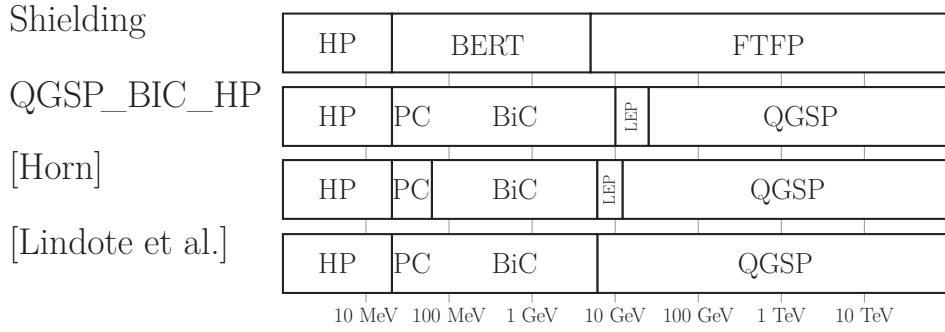 Shielding
HP BERT FTFP
QGSP_BIC_HP
HP PC BiC LEP QGSP
[Horn]
HP PC BiC LEP QGSP
[Lindote et al.]
HP PC BiC QGSP
10 MeV 100 MeV 1 GeV 10 GeV 100 GeV 1 TeV 10 TeV